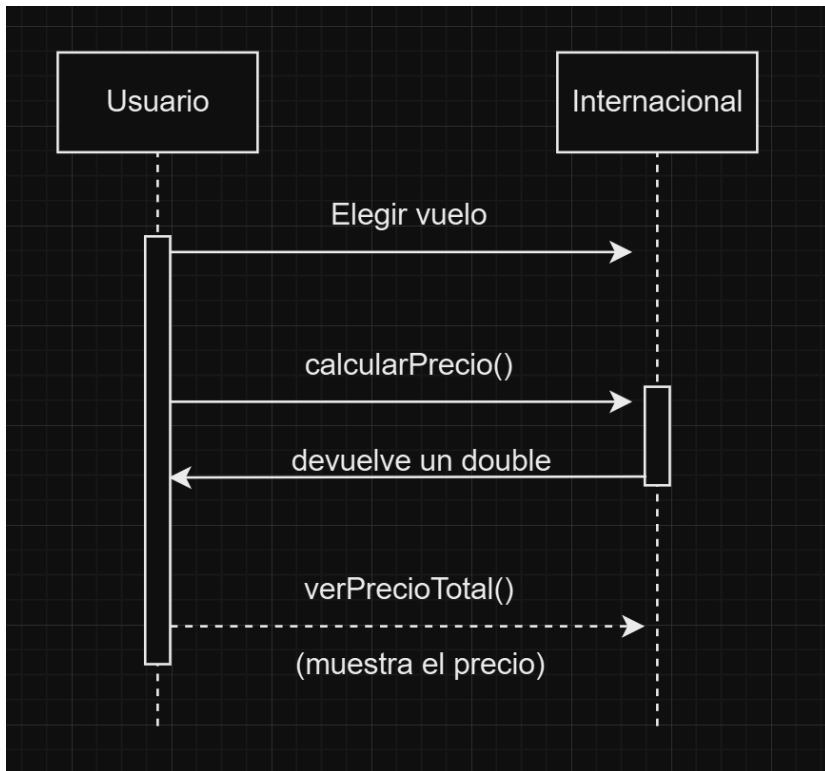 Usuario
Internacional
Elegir vuelo
calcularPrecio()
devuelve un double
verPrecioTotal()
(muestra el precio)